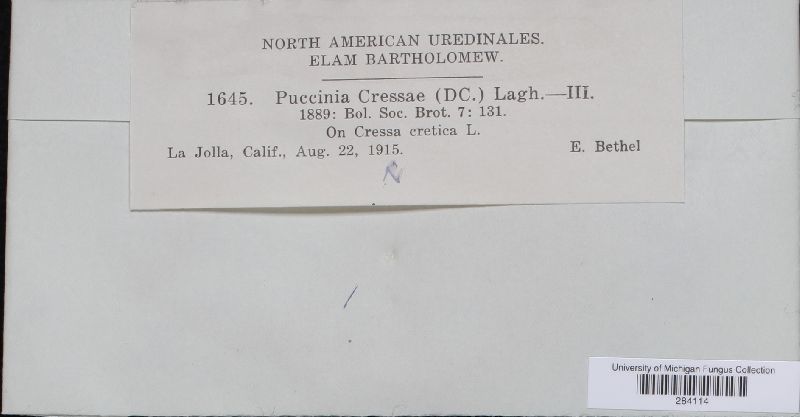 NORTH AMERICAN UREDINALES.
ELAM BARTHOLOMEW.
1645. Puccinia Cressae (DC.) Lagh.—III.
1889: Bol. Soc. Brot. 7: 131.
On Cressa cretica L.
La Jolla, Calif., Aug. 22, 1915. E. Bethel
University of Michigan Fungus Collection
284114